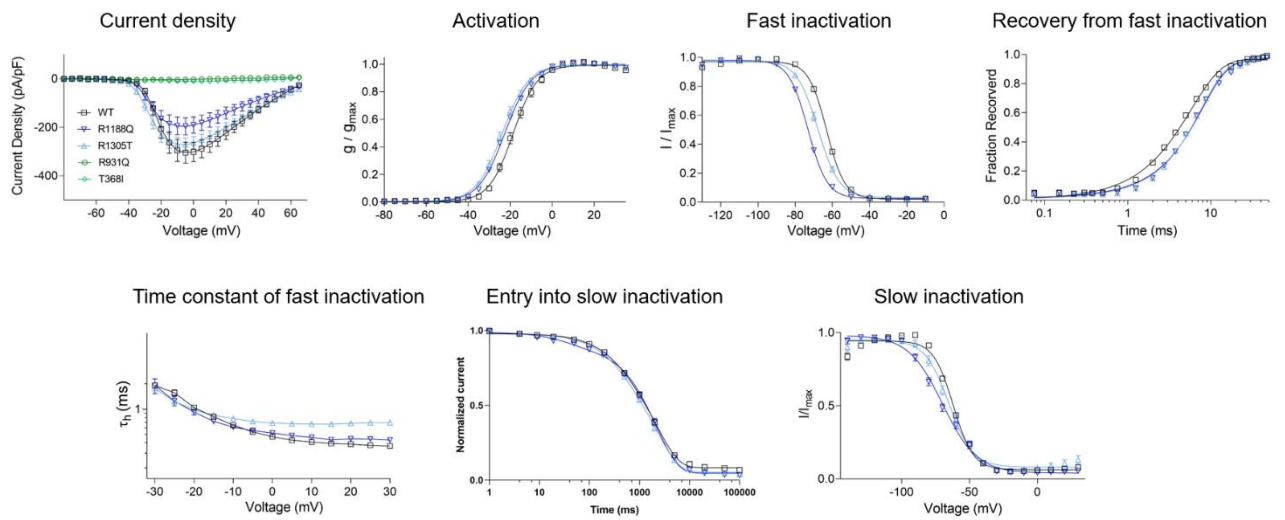 Current density
Activation
Fast inactivation
Recovery from fast inactivation
Current Density (pA/pF)
0
-200
-400
WT
R1188Q
R1305T
R931Q
T368I
-60 -40 -20 0 20 40 60
Voltage (mV)
g / gmax
1.0
0.8
0.6
0.4
0.2
0.0
-80 -60 -40 -20 0 20
Voltage (mV)
I / Imax
1.0
0.8
0.6
0.4
0.2
0.0
-120 -100 -80 -60 -40 -20 0
Voltage (mV)
Fraction Recoverd
1.0
0.8
0.6
0.4
0.2
0.0
0.1 1 10
Time (ms)
Time constant of fast inactivation
Entry into slow inactivation
Slow inactivation
τh (ms)
1
-30 -20 -10 0 10 20 30
Voltage (mV)
Normalized current
1.0
0.5
0.0
1 10 100 1000 10000 100000
Time (ms)
I/Imax
1.0
0.5
0.0
-100 -50 0
Voltage (mV)